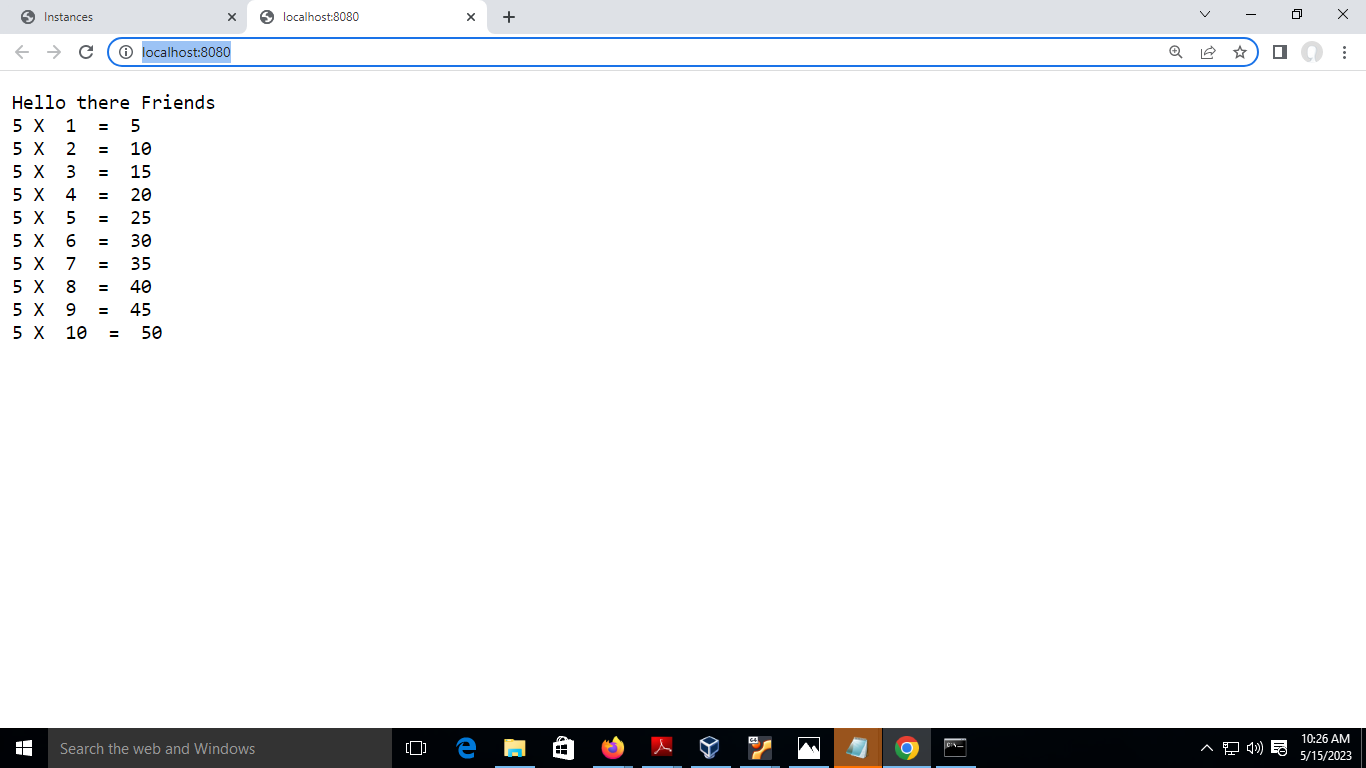 Instances
localhost:8080
localhost:8080
Hello there Friends
5 X  1  =  5
5 X  2  =  10
5 X  3  =  15
5 X  4  =  20
5 X  5  =  25
5 X  6  =  30
5 X  7  =  35
5 X  8  =  40
5 X  9  =  45
5 X  10  =  50
Search the web and Windows
10:26 AM
5/15/2023